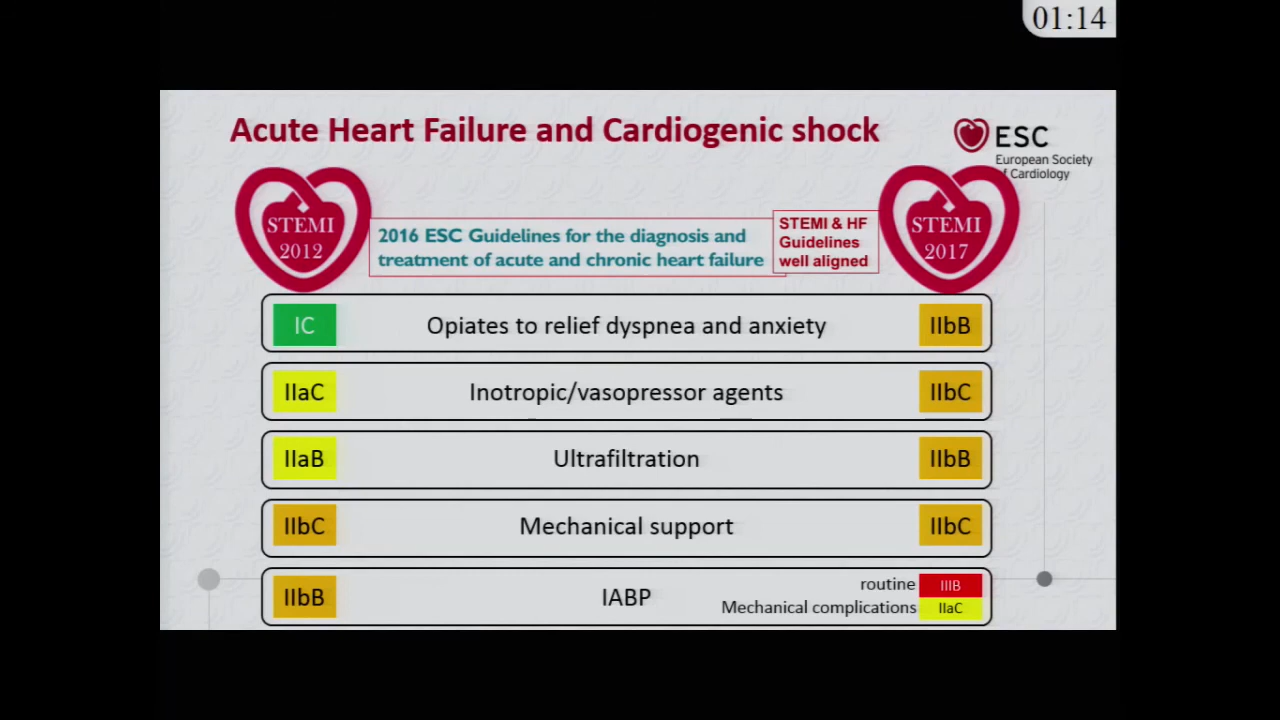 01:14
Acute Heart Failure and Cardiogenic shock
ESC
European Society
of Cardiology
STEMI
2012
2016 ESC Guidelines for the diagnosis and
treatment of acute and chronic heart failure
STEMI & HF
Guidelines
well aligned
STEMI
2017
IC Opiates to relief dyspnea and anxiety IIbB
IIaC Inotropic/vasopressor agents IIbC
IIaB Ultrafiltration IIbB
IIbC Mechanical support IIbC
IIbB IABP
routine IIIB
Mechanical complications IIaC